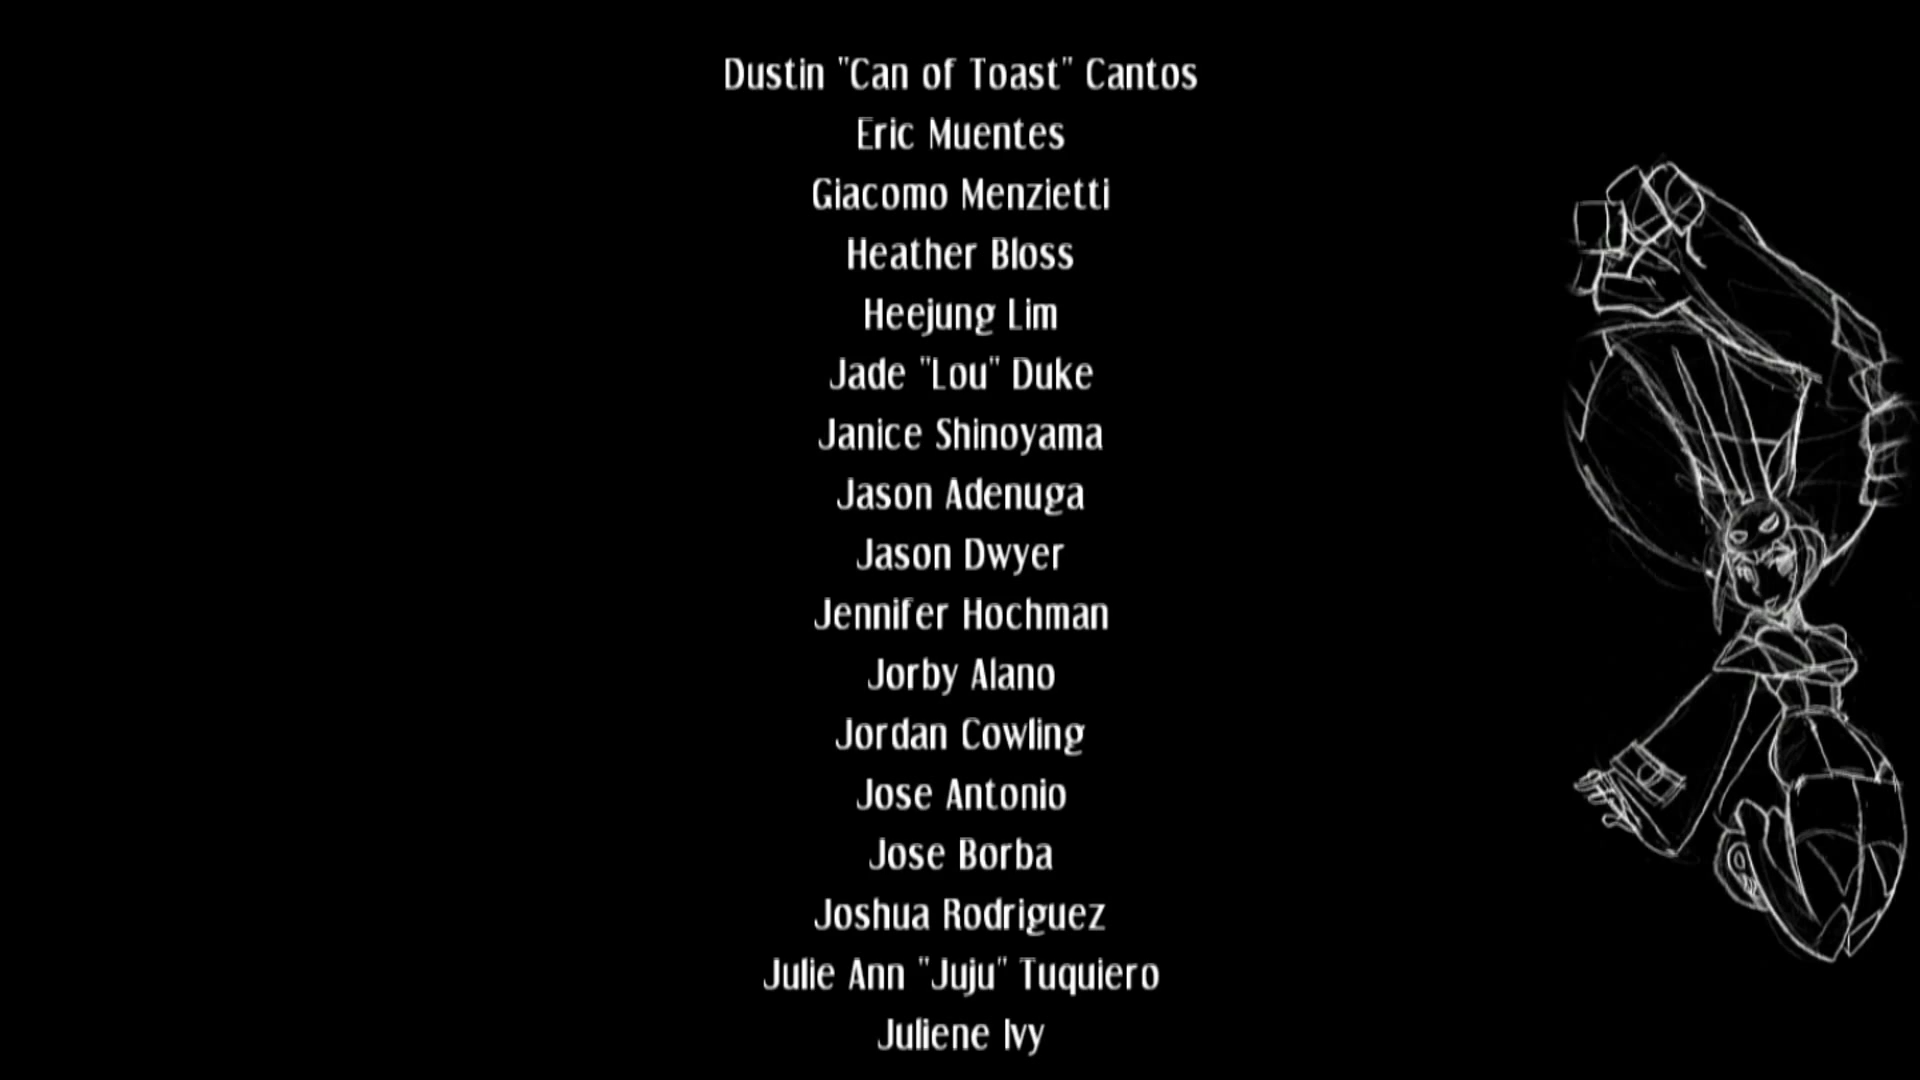 Dustin "Can of Toast" Cantos
Eric Muentes
Giacomo Menzietti
Heather Bloss
Heejung Lim
Jade "Lou" Duke
Janice Shinoyama
Jason Adenuga
Jason Dwyer
Jennifer Hochman
Jorby Alano
Jordan Cowling
Jose Antonio
Jose Borba
Joshua Rodriguez
Julie Ann "Juju" Tuquiero
Juliene Ivy